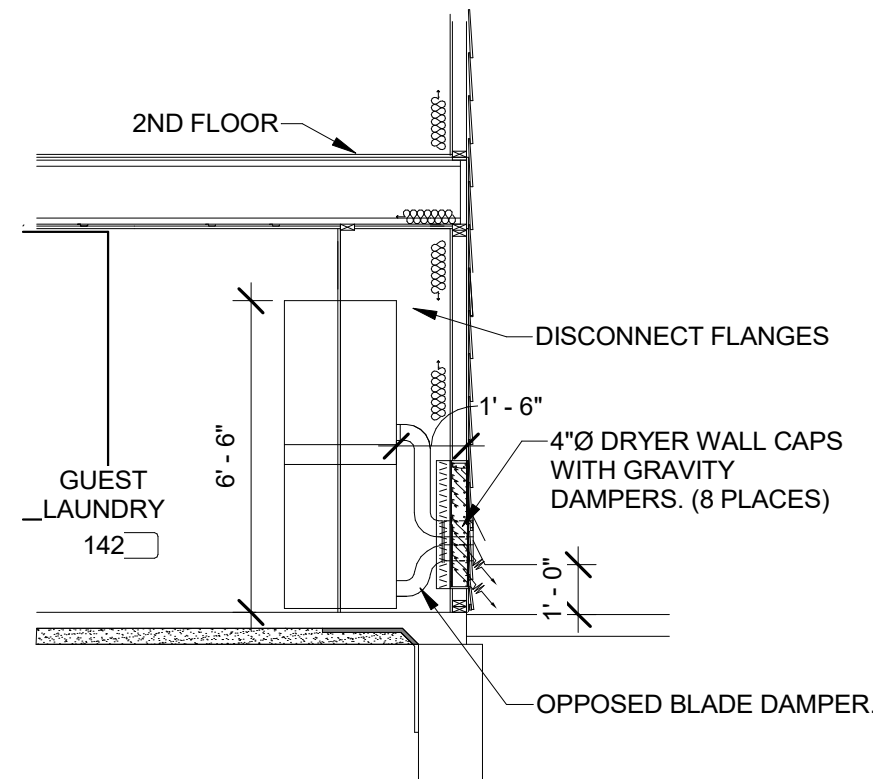 2ND FLOOR
DISCONNECT FLANGES
1' - 6"
4"Ø DRYER WALL CAPS
WITH GRAVITY
DAMPERS. (8 PLACES)
6' - 6"
GUEST
LAUNDRY
142
1' - 0"
OPPOSED BLADE DAMPER.